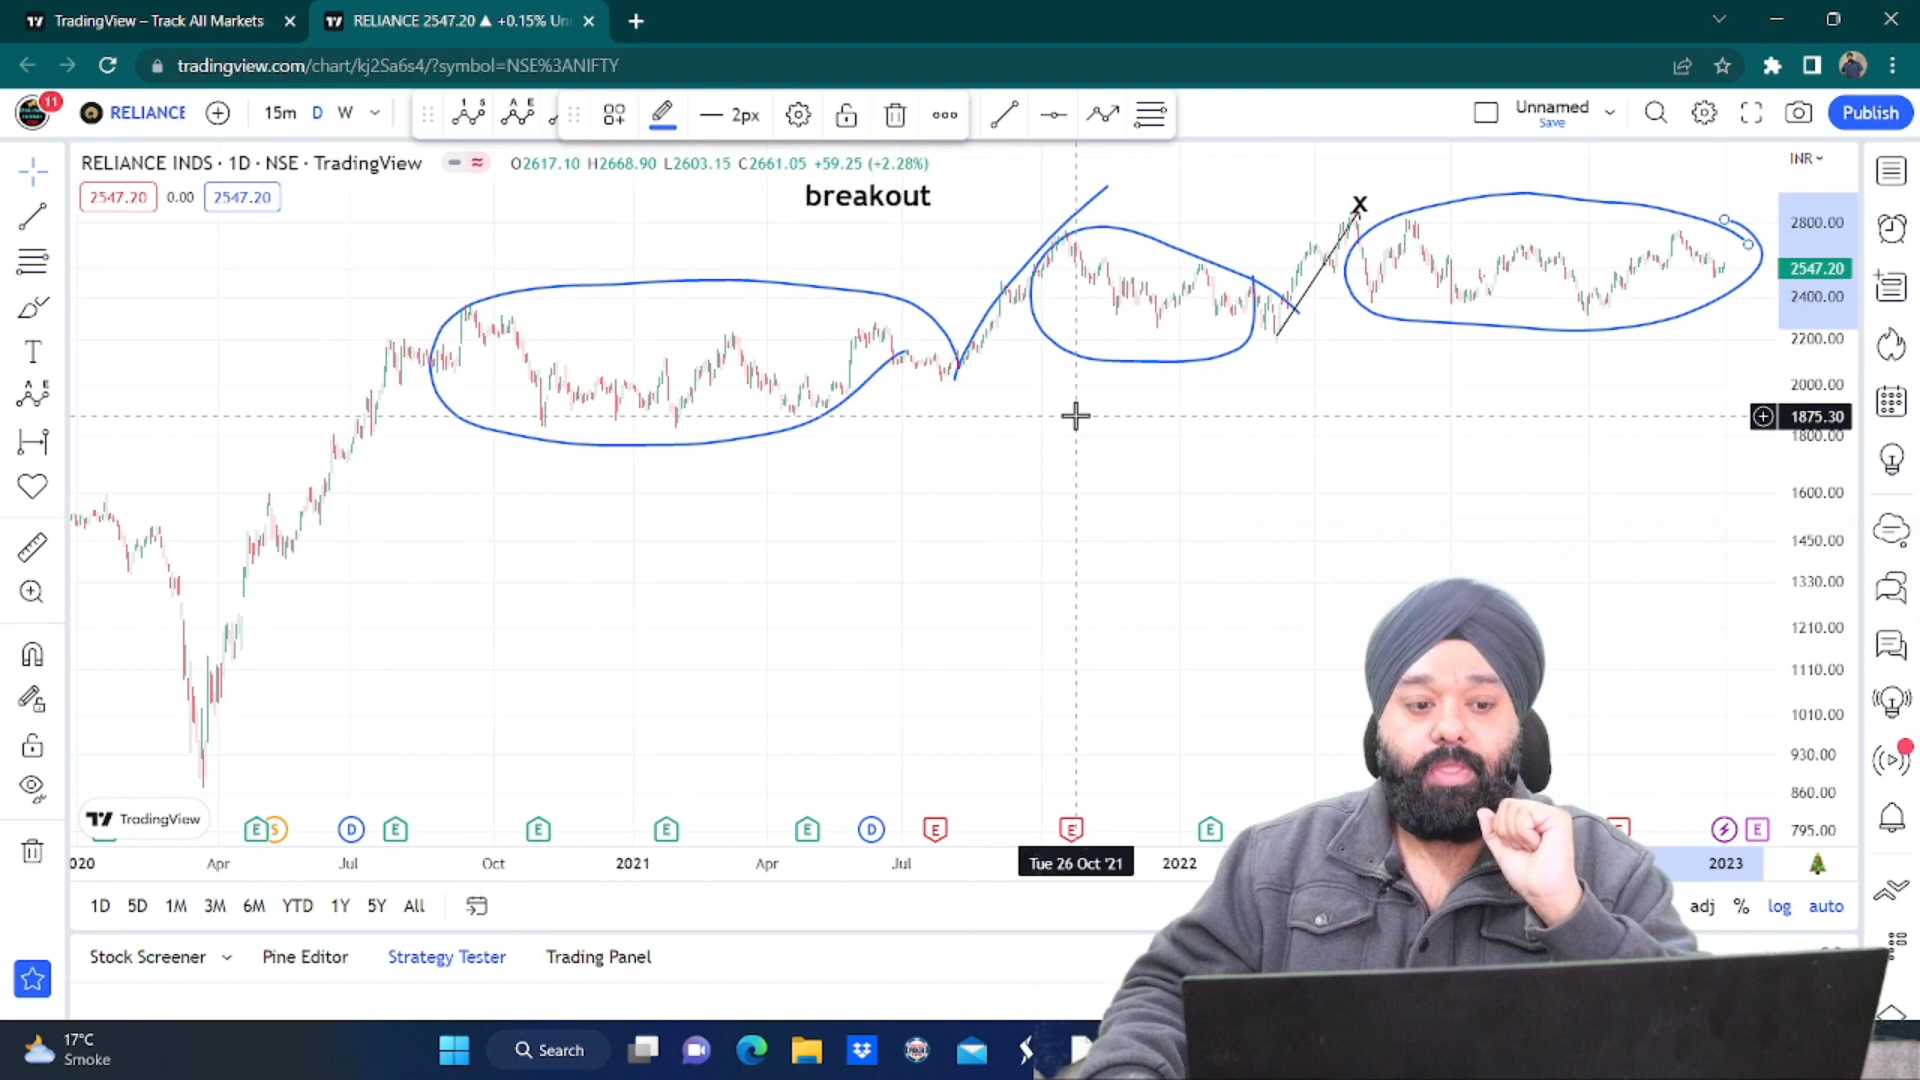 TradingView – Track All Markets
RELIANCE 2547.20 ▲ +0.15% Un
tradingview.com/chart/kj2Sa6s4/?symbol=NSE%3ANIFTY
11
RELIANCE
15m
D
W
2px
Unnamed
Save
Publish
RELIANCE INDS · 1D · NSE · TradingView
O2617.10 H2668.90 L2603.15 C2661.05 +59.25 (+2.28%)
INR
2547.20
0.00
2547.20
breakout
X
2800.00
2547.20
2400.00
2200.00
2000.00
1875.30
1800.00
1600.00
1450.00
1330.00
1210.00
1110.00
1010.00
930.00
860.00
795.00
TradingView
E
S
D
E
E
E
E
D
E
E
E
E
020
Apr
Jul
Oct
2021
Apr
Jul
Tue 26 Oct '21
2022
2023
1D
5D
1M
3M
6M
YTD
1Y
5Y
All
adj
%
log
auto
Stock Screener
Pine Editor
Strategy Tester
Trading Panel
17°C
Smoke
Search